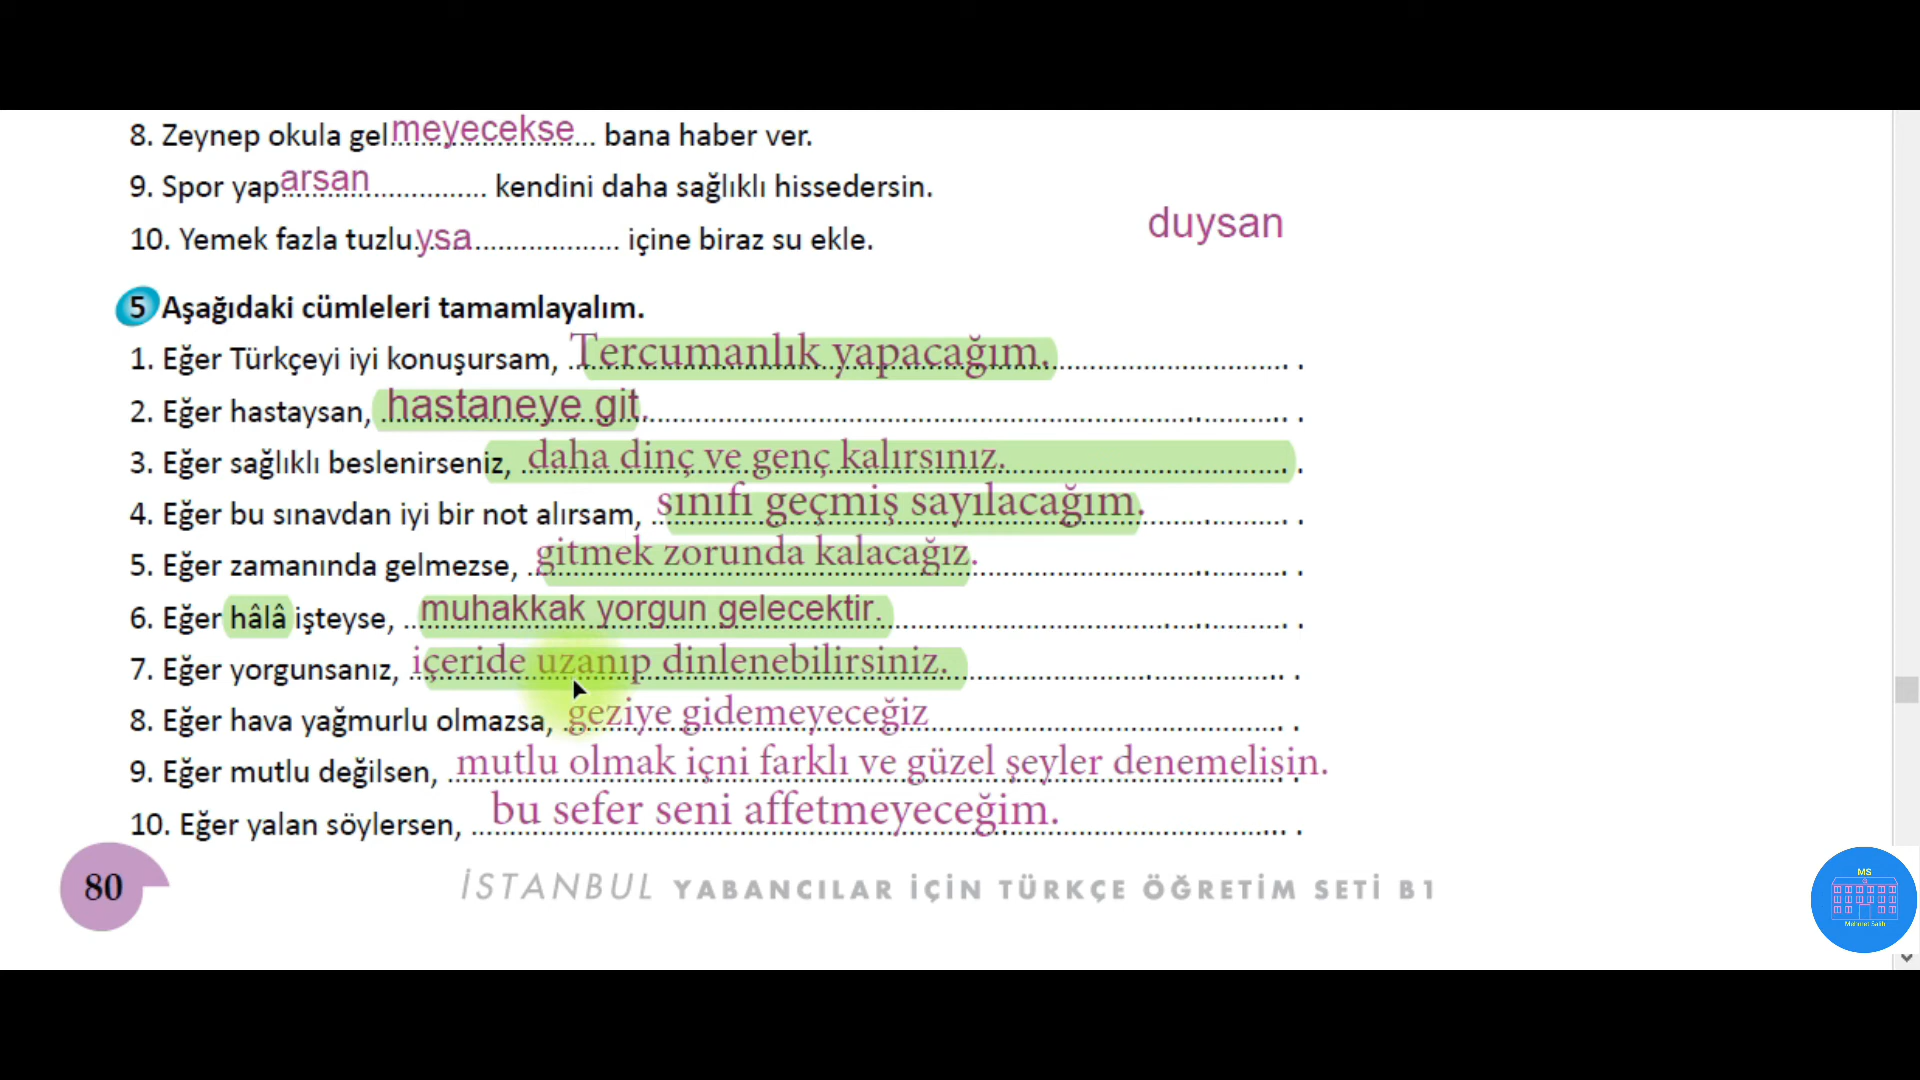 8. Zeynep okula gelmeyecekse bana haber ver.
9. Spor yaparsan kendini daha sağlıklı hissedersin.
duysan
10. Yemek fazla tuzluysa içine biraz su ekle.
5 Aşağıdaki cümleleri tamamlayalım.
1. Eğer Türkçeyi iyi konuşursam, Tercumanlık yapacağım.
2. Eğer hastaysan, hastaneye git.
3. Eğer sağlıklı beslenirseniz, daha dinç ve genç kalırsınız.
4. Eğer bu sınavdan iyi bir not alırsam, sınıfı geçmiş sayılacağım.
5. Eğer zamanında gelmezse, gitmek zorunda kalacağız.
6. Eğer hâlâ işteyse, muhakkak yorgun gelecektir.
7. Eğer yorgunsanız, içeride uzanıp dinlenebilirsiniz.
8. Eğer hava yağmurlu olmazsa, geziye gidemeyeceğiz
9. Eğer mutlu değilsen, mutlu olmak içni farklı ve güzel şeyler denemelisin.
10. Eğer yalan söylersen, bu sefer seni affetmeyeceğim.
80 İSTANBUL YABANCILAR İÇİN TÜRKÇE ÖĞRETİM SETİ B1
MS
Mehmet Salih